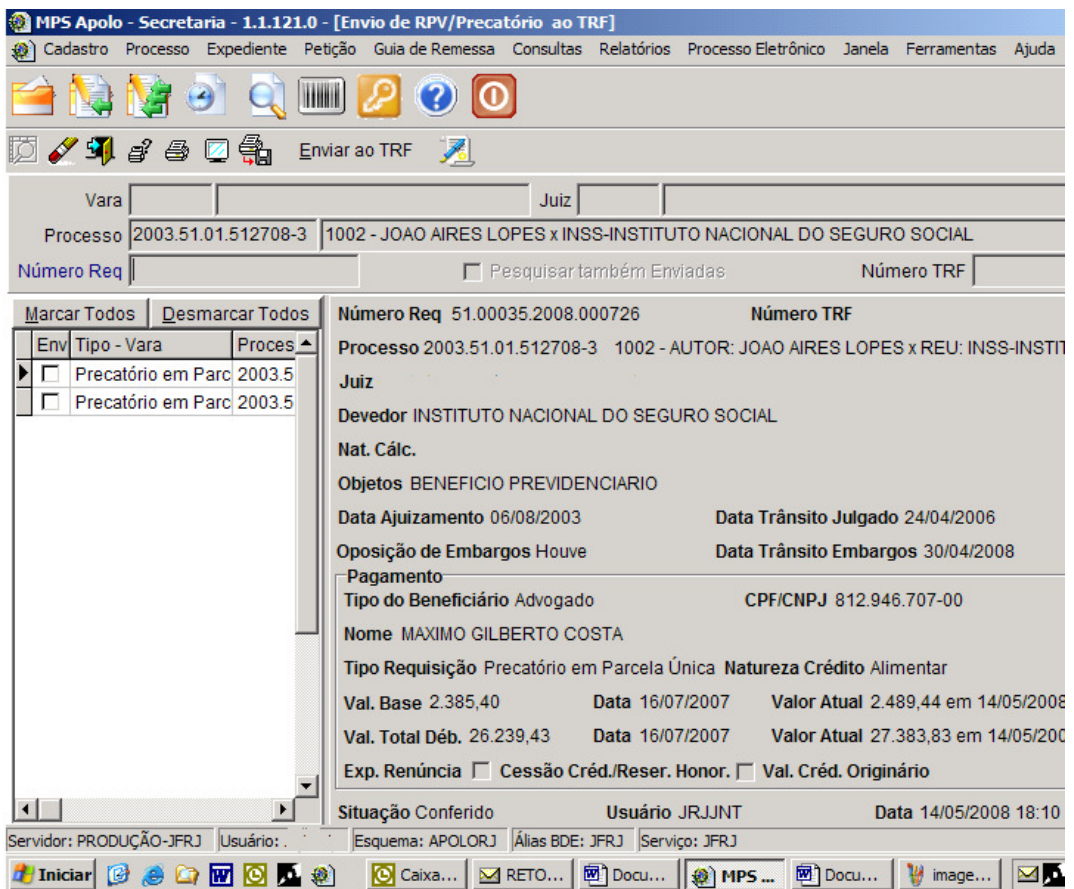 MPS Apolo - Secretaria - 1.1.121.0 - [Envio de RPV/Precatório ao TRF]
Cadastro Processo Expediente Petição Guia de Remessa Consultas Relatórios Processo Eletrônico Janela Ferramentas Ajuda
Enviar ao TRF
Vara Juiz
Processo 2003.51.01.512708-3 1002 - JOAO AIRES LOPES x INSS-INSTITUTO NACIONAL DO SEGURO SOCIAL
Número Req Pesquisar também Enviadas Número TRF
Marcar Todos Desmarcar Todos
Env Tipo - Vara Proces
Precatório em Parc 2003.5
Precatório em Parc 2003.5
Número Req 51.00035.2008.000726 Número TRF
Processo 2003.51.01.512708-3 1002 - AUTOR: JOAO AIRES LOPES x REU: INSS-INSTIT
Juiz
Devedor INSTITUTO NACIONAL DO SEGURO SOCIAL
Nat. Cálc.
Objetos BENEFICIO PREVIDENCIARIO
Data Ajuizamento 06/08/2003 Data Trânsito Julgado 24/04/2006
Oposição de Embargos Houve Data Trânsito Embargos 30/04/2008
Pagamento
Tipo do Beneficiário Advogado CPF/CNPJ 812.946.707-00
Nome MAXIMO GILBERTO COSTA
Tipo Requisição Precatório em Parcela Única Natureza Crédito Alimentar
Val. Base 2.385,40 Data 16/07/2007 Valor Atual 2.489,44 em 14/05/2008
Val. Total Déb. 26.239,43 Data 16/07/2007 Valor Atual 27.383,83 em 14/05/200
Exp. Renúncia Cessão Créd./Reser. Honor. Val. Créd. Originário
Situação Conferido Usuário JRJJNT Data 14/05/2008 18:10
Servidor: PRODUÇÃO-JFRJ Usuário: Esquema: APOLORJ Álias BDE: JFRJ Serviço: JFRJ
Iniciar Caixa... RETO... Docu... MPS ... Docu... image...